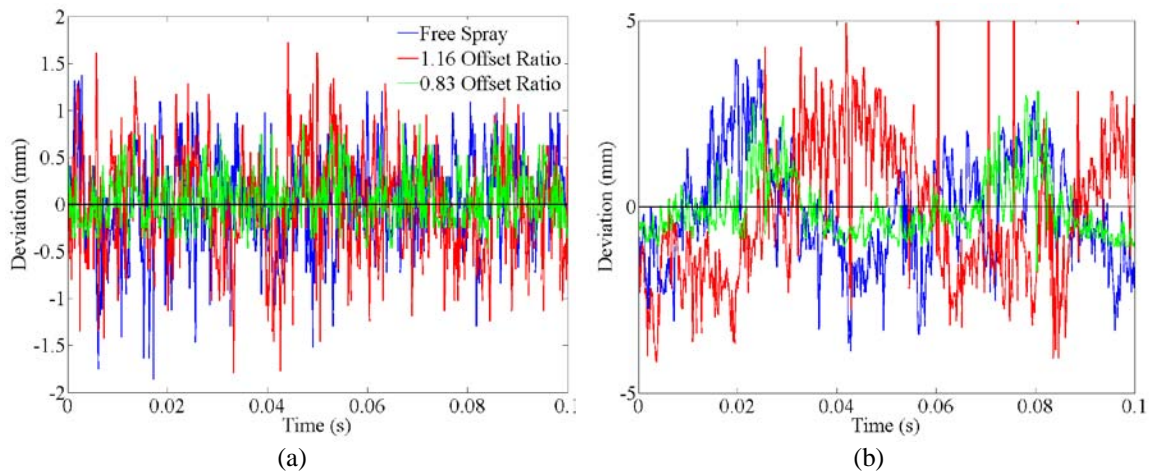 2
1.5
1
0.5
0
-0.5
-1
-1.5
-2
Deviation (mm)
Free Spray
1.16 Offset Ratio
0.83 Offset Ratio
0 0.02 0.04 0.06 0.08 0.1
Time (s)
(a)
5
0
-5
Deviation (mm)
0 0.02 0.04 0.06 0.08 0.1
Time (s)
(b)